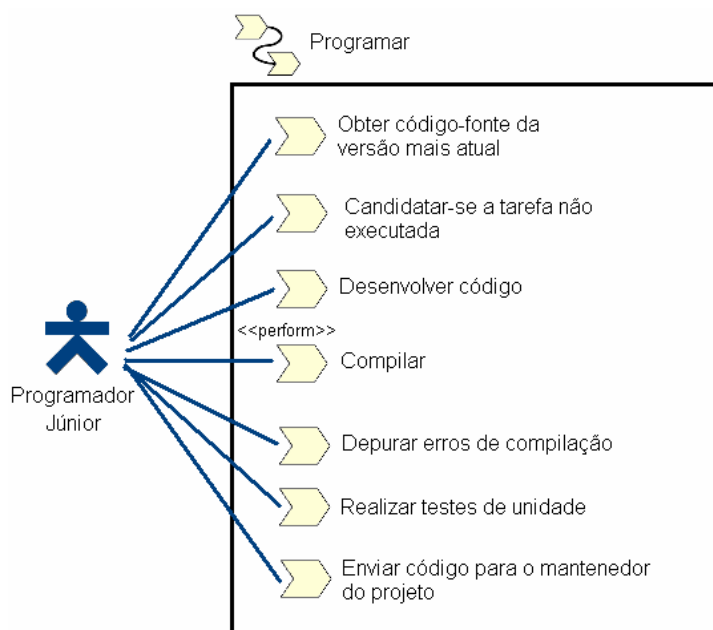 Programar
Obter código-fonte da
versão mais atual
Candidatar-se a tarefa não
executada
Desenvolver código
<<perform>>
Compilar
Programador
Júnior
Depurar erros de compilação
Realizar testes de unidade
Enviar código para o mantenedor
do projeto